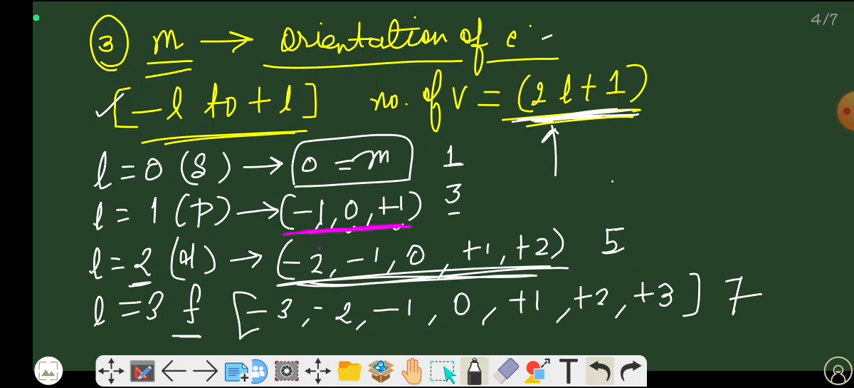 4/7
③ m → orientation of e⁻
[-l to +l] no. of V = (2l+1)
l=0 (s) → 0=m 1
l=1 (p) → (-1,0,+1) 3
l=2 (d) → (-2,-1,0,+1,+2) 5
l=3 f [-3,-2,-1,0,+1,+2,+3] 7
T